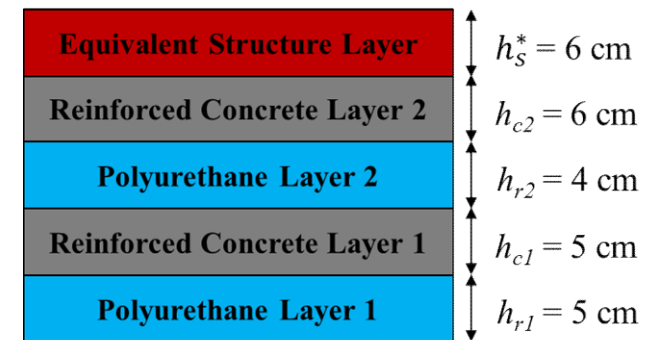 Equivalent Structure Layer
h*s = 6 cm
Reinforced Concrete Layer 2
hc2 = 6 cm
Polyurethane Layer 2
hr2 = 4 cm
Reinforced Concrete Layer 1
hc1 = 5 cm
Polyurethane Layer 1
hr1 = 5 cm